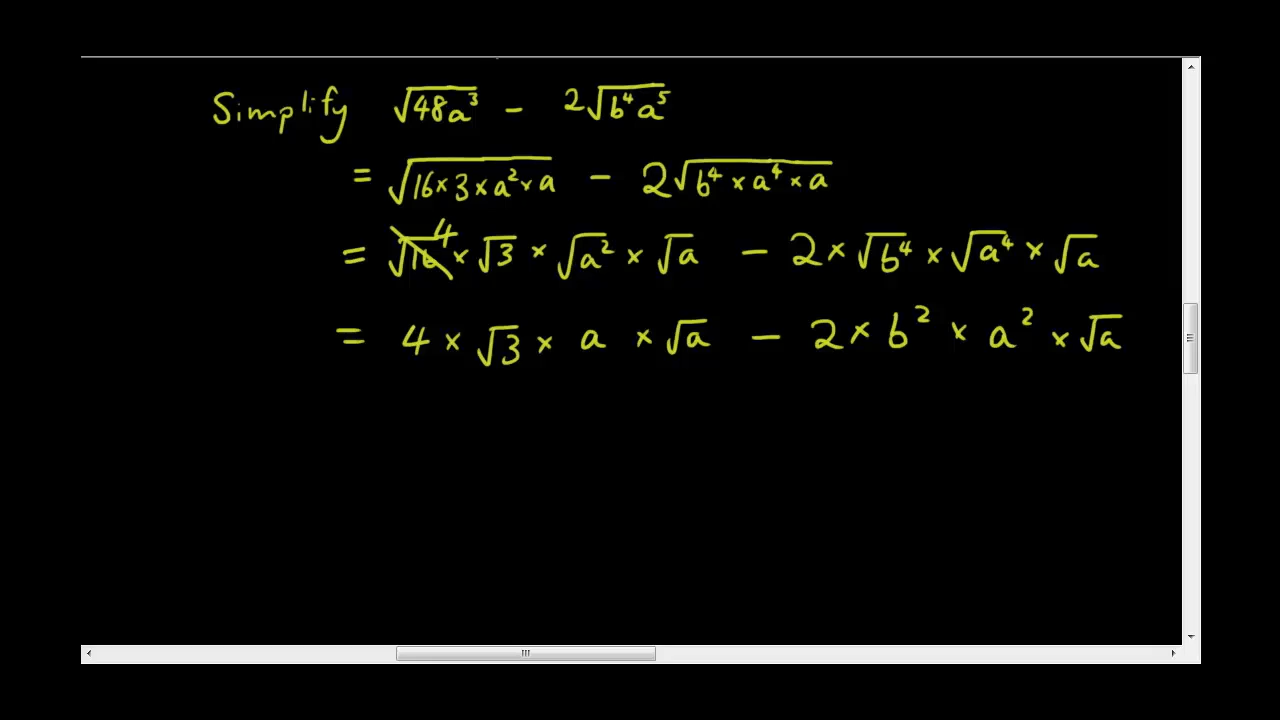 Simplify √48a³ - 2√b⁴a⁵
= √16×3×a²×a - 2√b⁴×a⁴×a
= √16 4 × √3 × √a² × √a - 2 × √b⁴ × √a⁴ × √a
= 4 × √3 × a × √a - 2 × b² × a² × √a